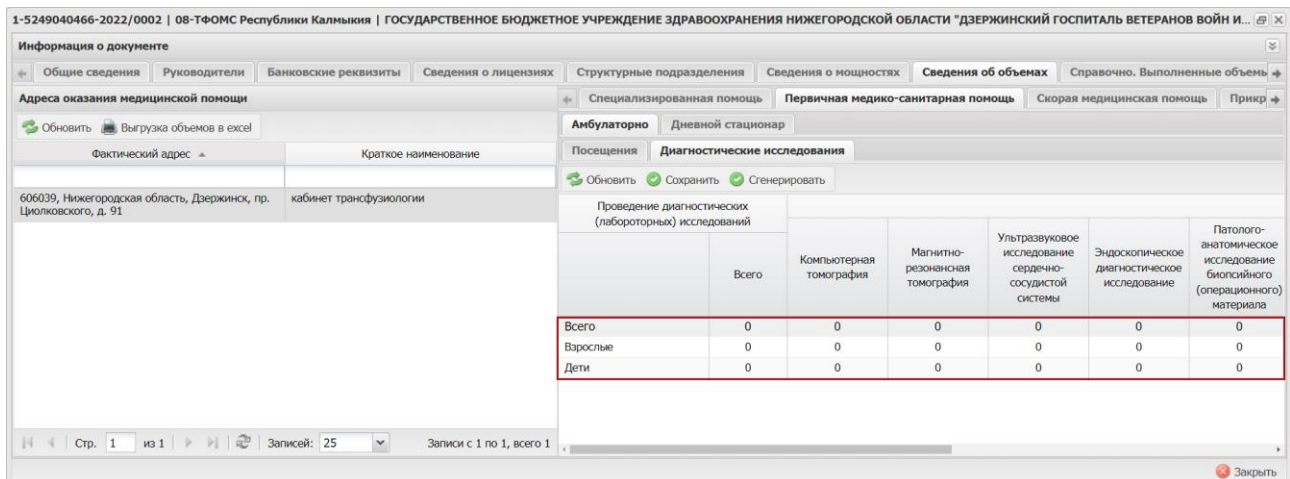 1-5249040466-2022/0002 | 08-ТФОМС Республики Калмыкия | ГОСУДАРСТВЕННОЕ БЮДЖЕТНОЕ УЧРЕЖДЕНИЕ ЗДРАВООХРАНЕНИЯ НИЖЕГОРОДСКОЙ ОБЛАСТИ "ДЗЕРЖИНСКИЙ ГОСПИТАЛЬ ВЕТЕРАНОВ ВОЙН И...
Информация о документе
Общие сведения Руководители Банковские реквизиты Сведения о лицензиях Структурные подразделения Сведения о мощностях Сведения об объемах Справочно. Выполненные объемы
Адреса оказания медицинской помощи
Обновить Выгрузка объемов в excel
Фактический адрес Краткое наименование
606039, Нижегородская область, Дзержинск, пр. Циолковского, д. 91
кабинет трансфузиологии
Стр. 1 из 1 Записей: 25 Записи с 1 по 1, всего 1
Специализированная помощь Первичная медико-санитарная помощь Скорая медицинская помощь Прикр
Амбулаторно Дневной стационар
Посещения Диагностические исследования
Обновить Сохранить Сгенерировать
Проведение диагностических
(лабороторных) исследований
Всего
Компьютерная
томография
Магнитно-
резонансная
томография
Ультразвуковое
исследование
сердечно-
сосудистой
системы
Эндоскопическое
диагностическое
исследование
Патолого-
анатомическое
исследование
биопсийного
(операционного)
материала
Всего 0 0 0 0 0 0
Взрослые 0 0 0 0 0 0
Дети 0 0 0 0 0 0
Закрыть